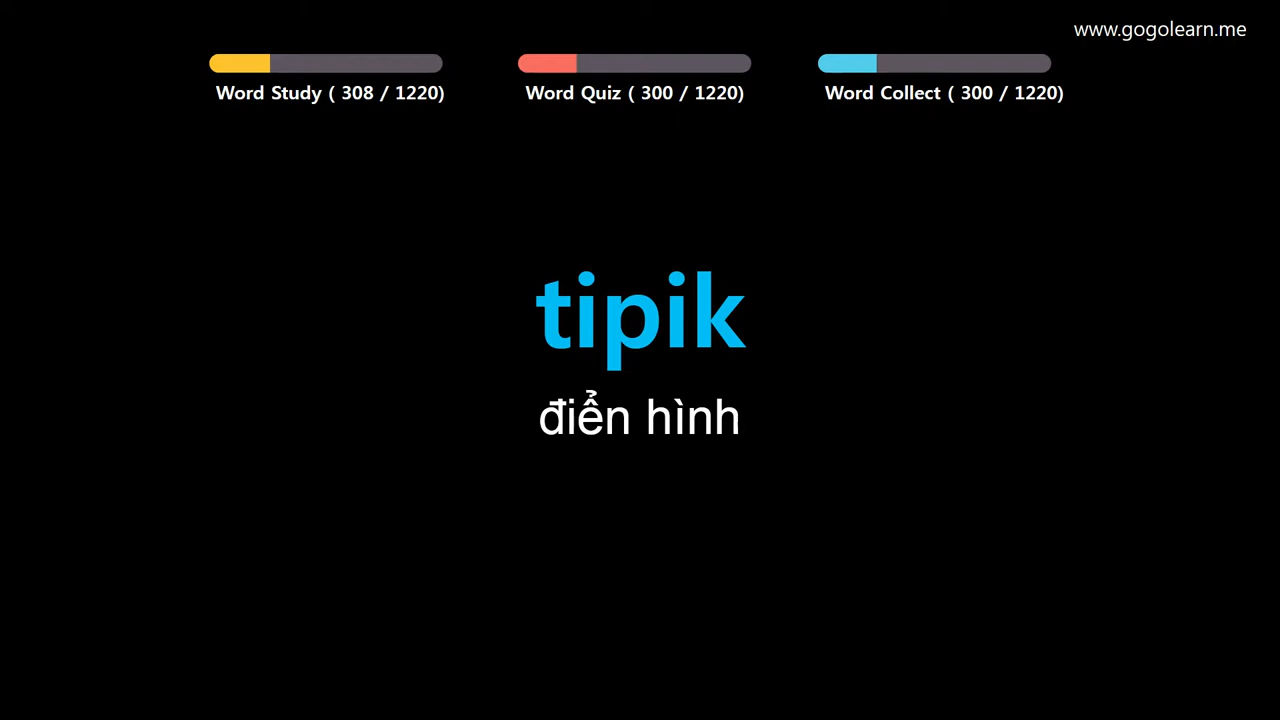 www.gogolearn.me
Word Study ( 308 / 1220)
Word Quiz ( 300 / 1220)
Word Collect ( 300 / 1220)
tipik
điển hình